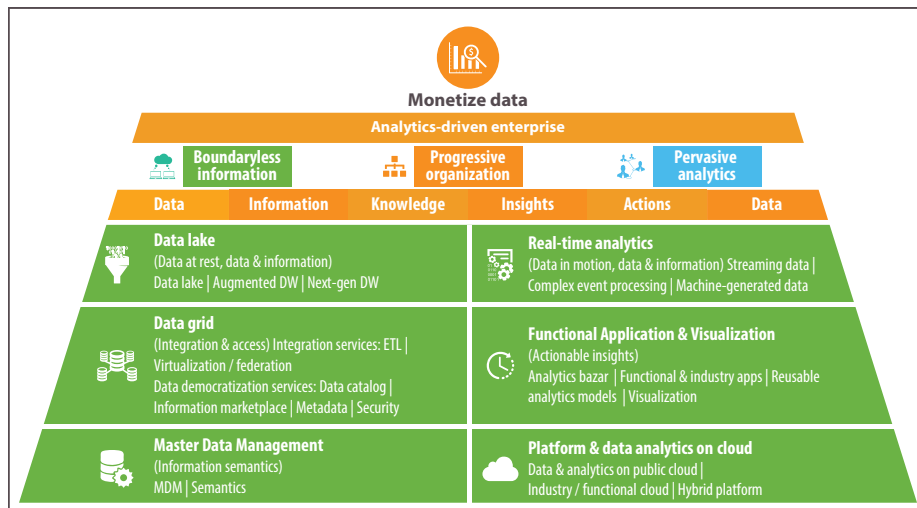 Monetize data
Analytics-driven enterprise
Boundaryless
information
Progressive
organization
Pervasive
analytics
Data
Information
Knowledge
Insights
Actions
Data
Data lake
(Data at rest, data & information)
Data lake | Augmented DW | Next-gen DW
Real-time analytics
(Data in motion, data & information) Streaming data |
Complex event processing | Machine-generated data
Data grid
(Integration & access) Integration services: ETL |
Virtualization / federation
Data democratization services: Data catalog |
Information marketplace | Metadata | Security
Functional Application & Visualization
(Actionable insights)
Analytics bazar | Functional & industry apps | Reusable
analytics models | Visualization
Master Data Management
(Information semantics)
MDM | Semantics
Platform & data analytics on cloud
Data & analytics on public cloud |
Industry / functional cloud | Hybrid platform